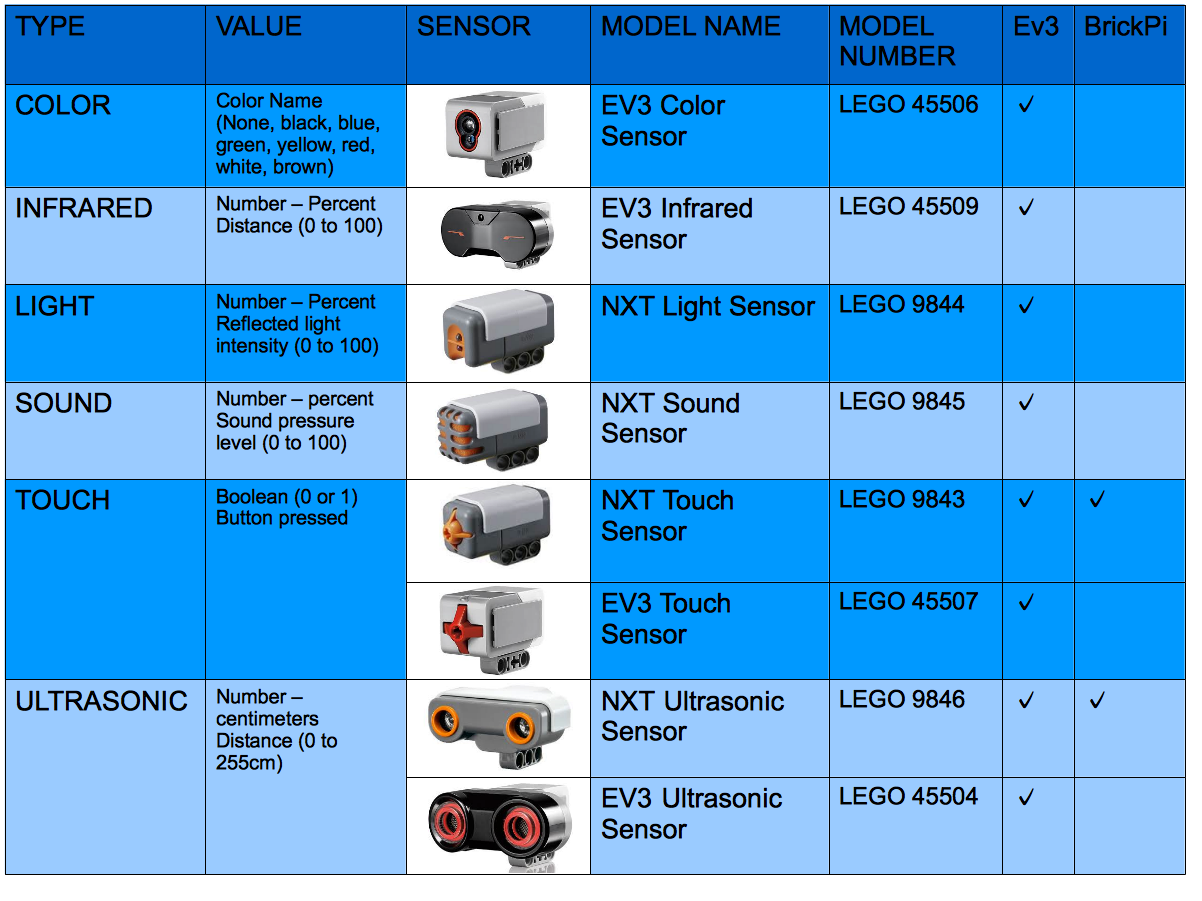 TYPE
VALUE
SENSOR
MODEL NAME
MODEL
NUMBER
Ev3
BrickPi
COLOR
Color Name
(None, black, blue,
green, yellow, red,
white, brown)
EV3 Color
Sensor
LEGO 45506
✓
INFRARED
Number – Percent
Distance (0 to 100)
EV3 Infrared
Sensor
LEGO 45509
✓
LIGHT
Number – Percent
Reflected light
intensity (0 to 100)
NXT Light Sensor
LEGO 9844
✓
SOUND
Number – percent
Sound pressure
level (0 to 100)
NXT Sound
Sensor
LEGO 9845
✓
TOUCH
Boolean (0 or 1)
Button pressed
NXT Touch
Sensor
LEGO 9843
✓
✓
EV3 Touch
Sensor
LEGO 45507
✓
ULTRASONIC
Number –
centimeters
Distance (0 to
255cm)
NXT Ultrasonic
Sensor
LEGO 9846
✓
✓
EV3 Ultrasonic
Sensor
LEGO 45504
✓